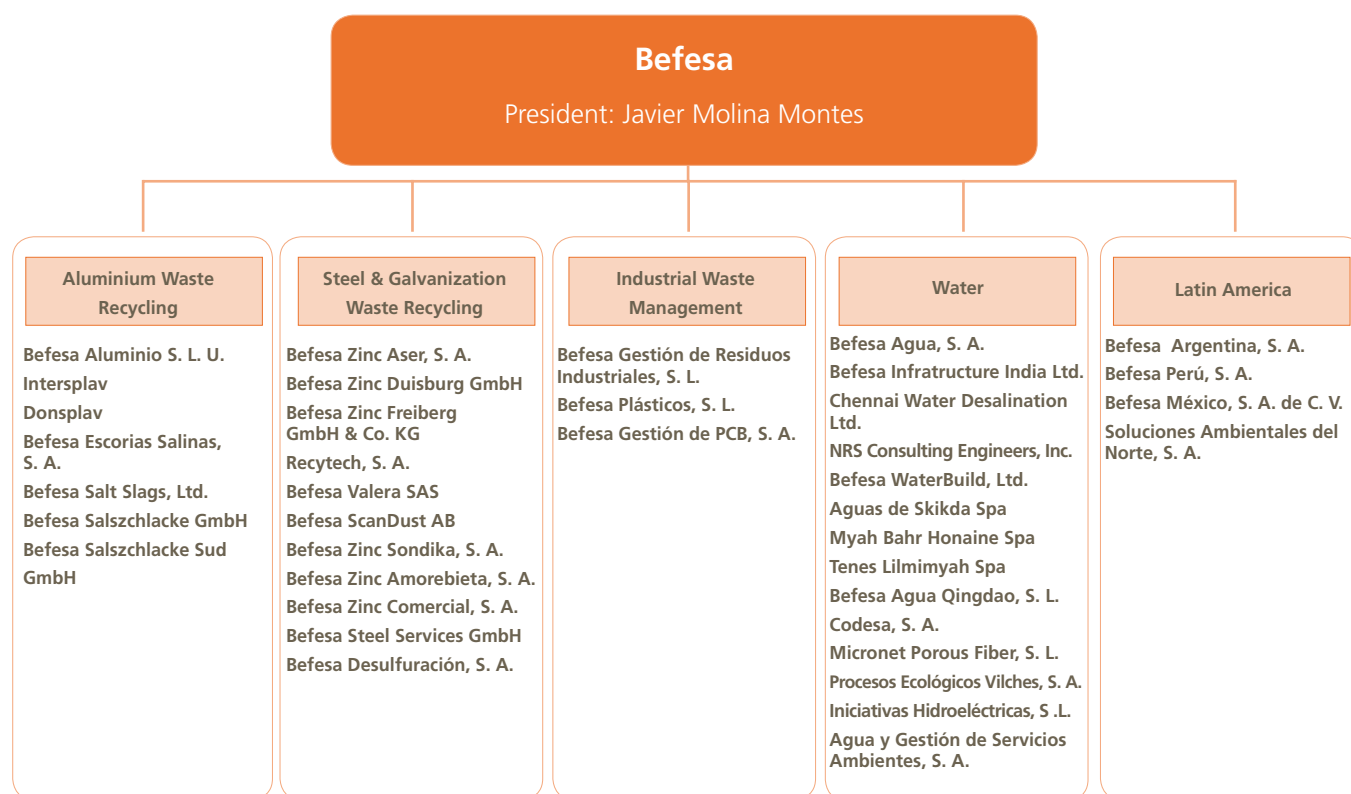 Befesa
President: Javier Molina Montes
Aluminium Waste
Recycling
Befesa Aluminio S. L. U.
Intersplav
Donsplav
Befesa Escorias Salinas,
S. A.
Befesa Salt Slags, Ltd.
Befesa Salszchlacke GmbH
Befesa Salszchlacke Sud
GmbH
Steel & Galvanization
Waste Recycling
Befesa Zinc Aser, S. A.
Befesa Zinc Duisburg GmbH
Befesa Zinc Freiberg
GmbH & Co. KG
Recytech, S. A.
Befesa Valera SAS
Befesa ScanDust AB
Befesa Zinc Sondika, S. A.
Befesa Zinc Amorebieta, S. A.
Befesa Zinc Comercial, S. A.
Befesa Steel Services GmbH
Befesa Desulfuración, S. A.
Industrial Waste
Management
Befesa Gestión de Residuos
Industriales, S. L.
Befesa Plásticos, S. L.
Befesa Gestión de PCB, S. A.
Water
Befesa Agua, S. A.
Befesa Infratructure India Ltd.
Chennai Water Desalination
Ltd.
NRS Consulting Engineers, Inc.
Befesa WaterBuild, Ltd.
Aguas de Skikda Spa
Myah Bahr Honaine Spa
Tenes Lilmimyah Spa
Befesa Agua Qingdao, S. L.
Codesa, S. A.
Micronet Porous Fiber, S. L.
Procesos Ecológicos Vilches, S. A.
Iniciativas Hidroeléctricas, S .L.
Agua y Gestión de Servicios
Ambientes, S. A.
Latin America
Befesa  Argentina, S. A.
Befesa Perú, S. A.
Befesa México, S. A. de C. V.
Soluciones Ambientales del
Norte, S. A.